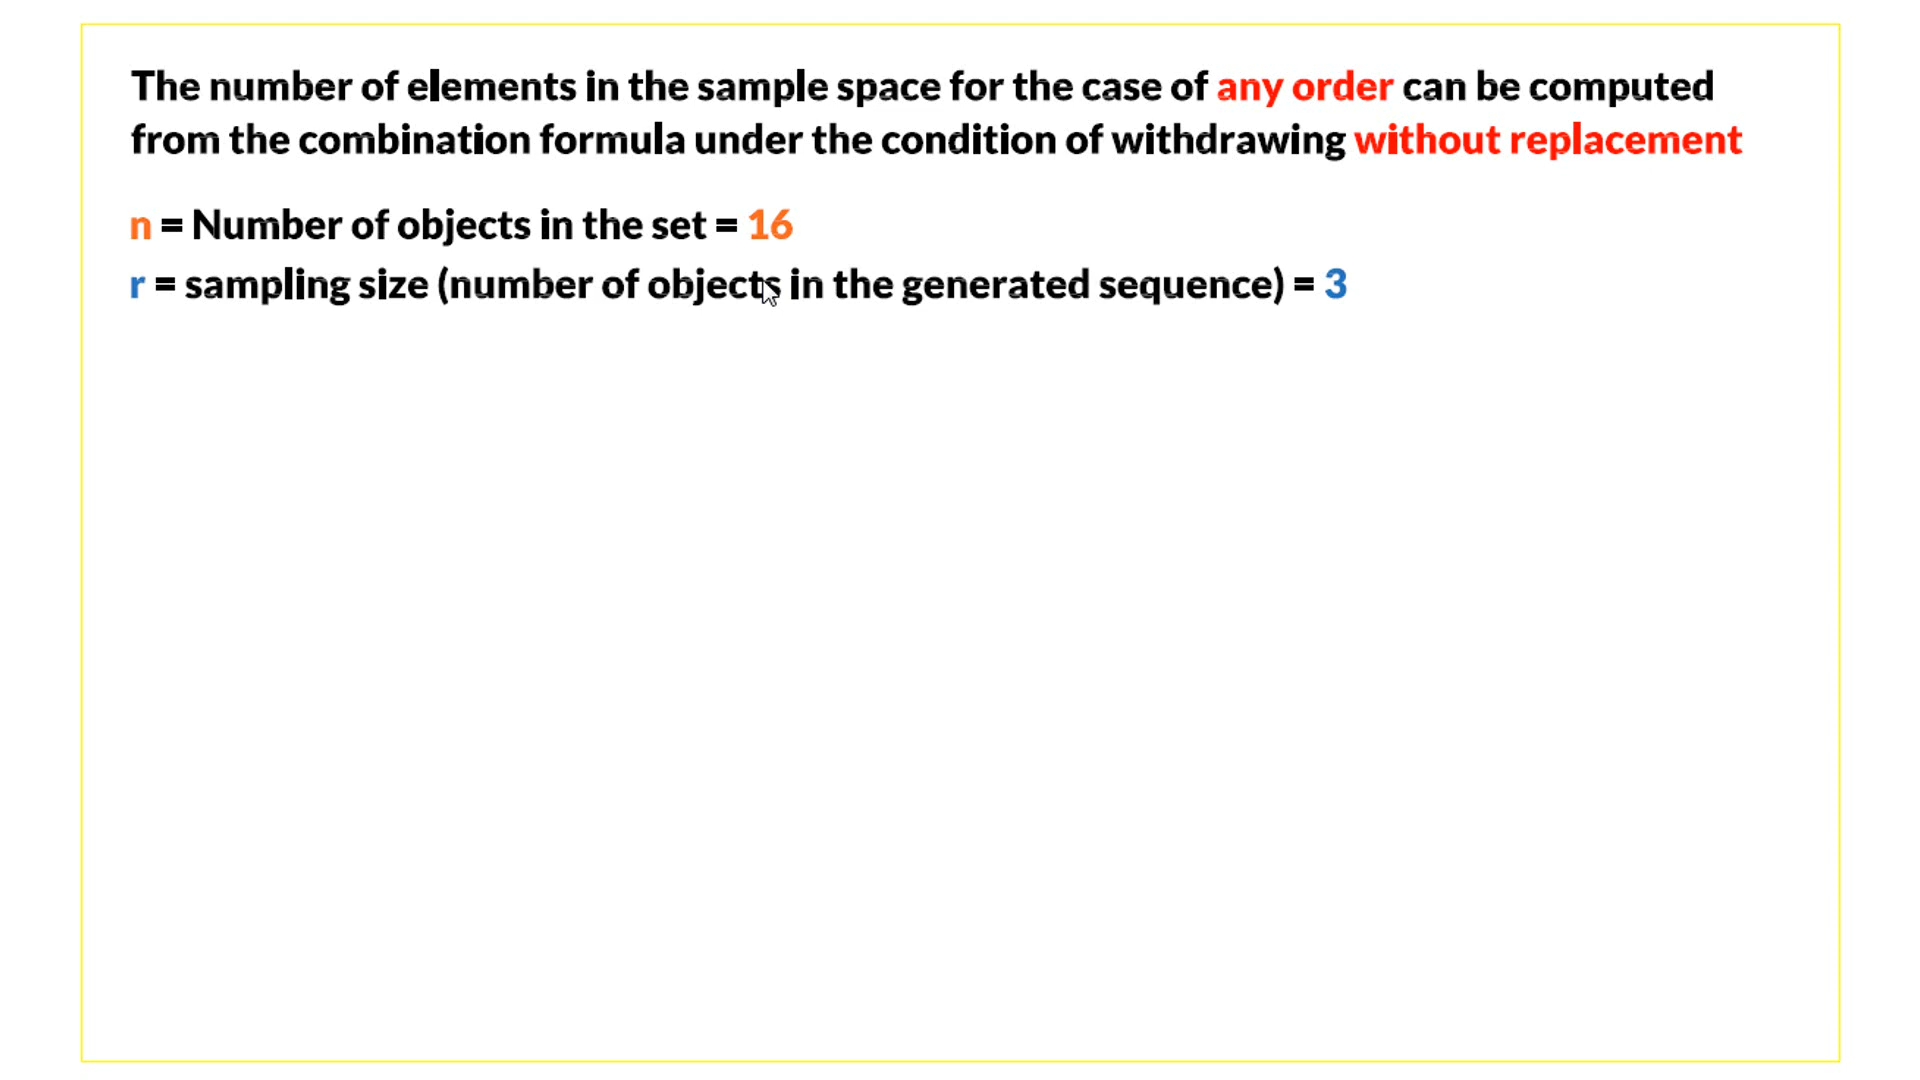 The number of elements in the sample space for the case of any order can be computed
from the combination formula under the condition of withdrawing without replacement
n = Number of objects in the set = 16
r = sampling size (number of objects in the generated sequence) = 3